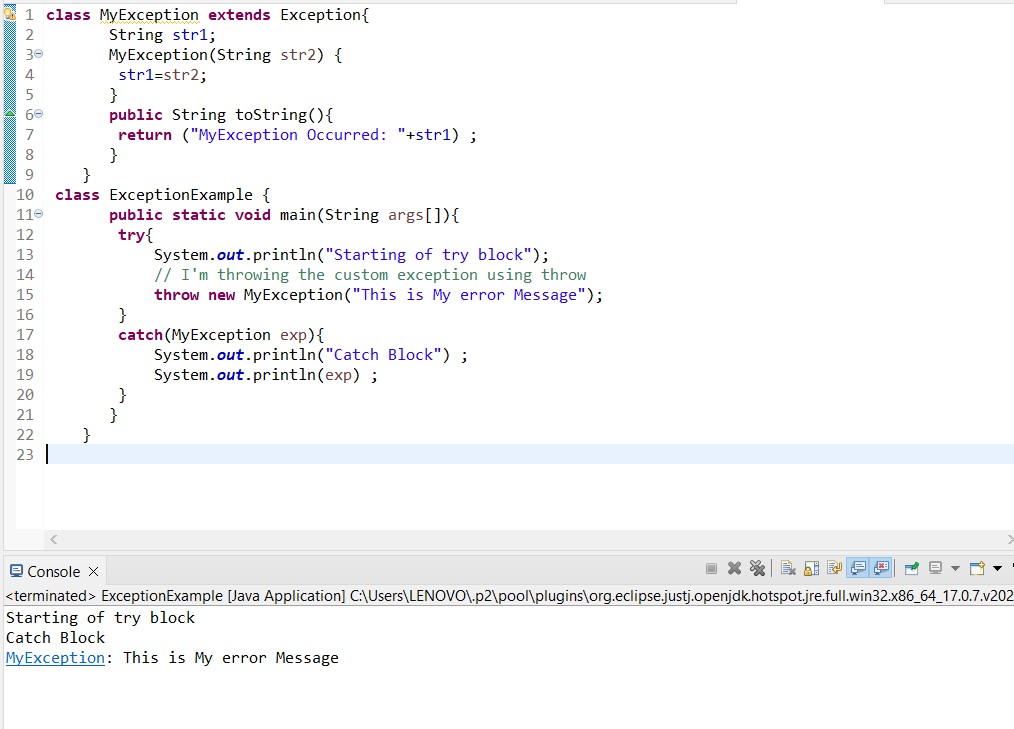 1 class MyException extends Exception{
2 String str1;
3 MyException(String str2) {
4 str1=str2;
5 }
6 public String toString(){
7 return ("MyException Occurred: "+str1) ;
8 }
9 }
10 class ExceptionExample {
11 public static void main(String args[]){
12 try{
13 System.out.println("Starting of try block");
14 // I'm throwing the custom exception using throw
15 throw new MyException("This is My error Message");
16 }
17 catch(MyException exp){
18 System.out.println("Catch Block") ;
19 System.out.println(exp) ;
20 }
21 }
22 }
23
Console
<terminated> ExceptionExample [Java Application] C:\Users\LENOVO\.p2\pool\plugins\org.eclipse.justj.openjdk.hotspot.jre.full.win32.x86_64_17.0.7.v202
Starting of try block
Catch Block
MyException: This is My error Message